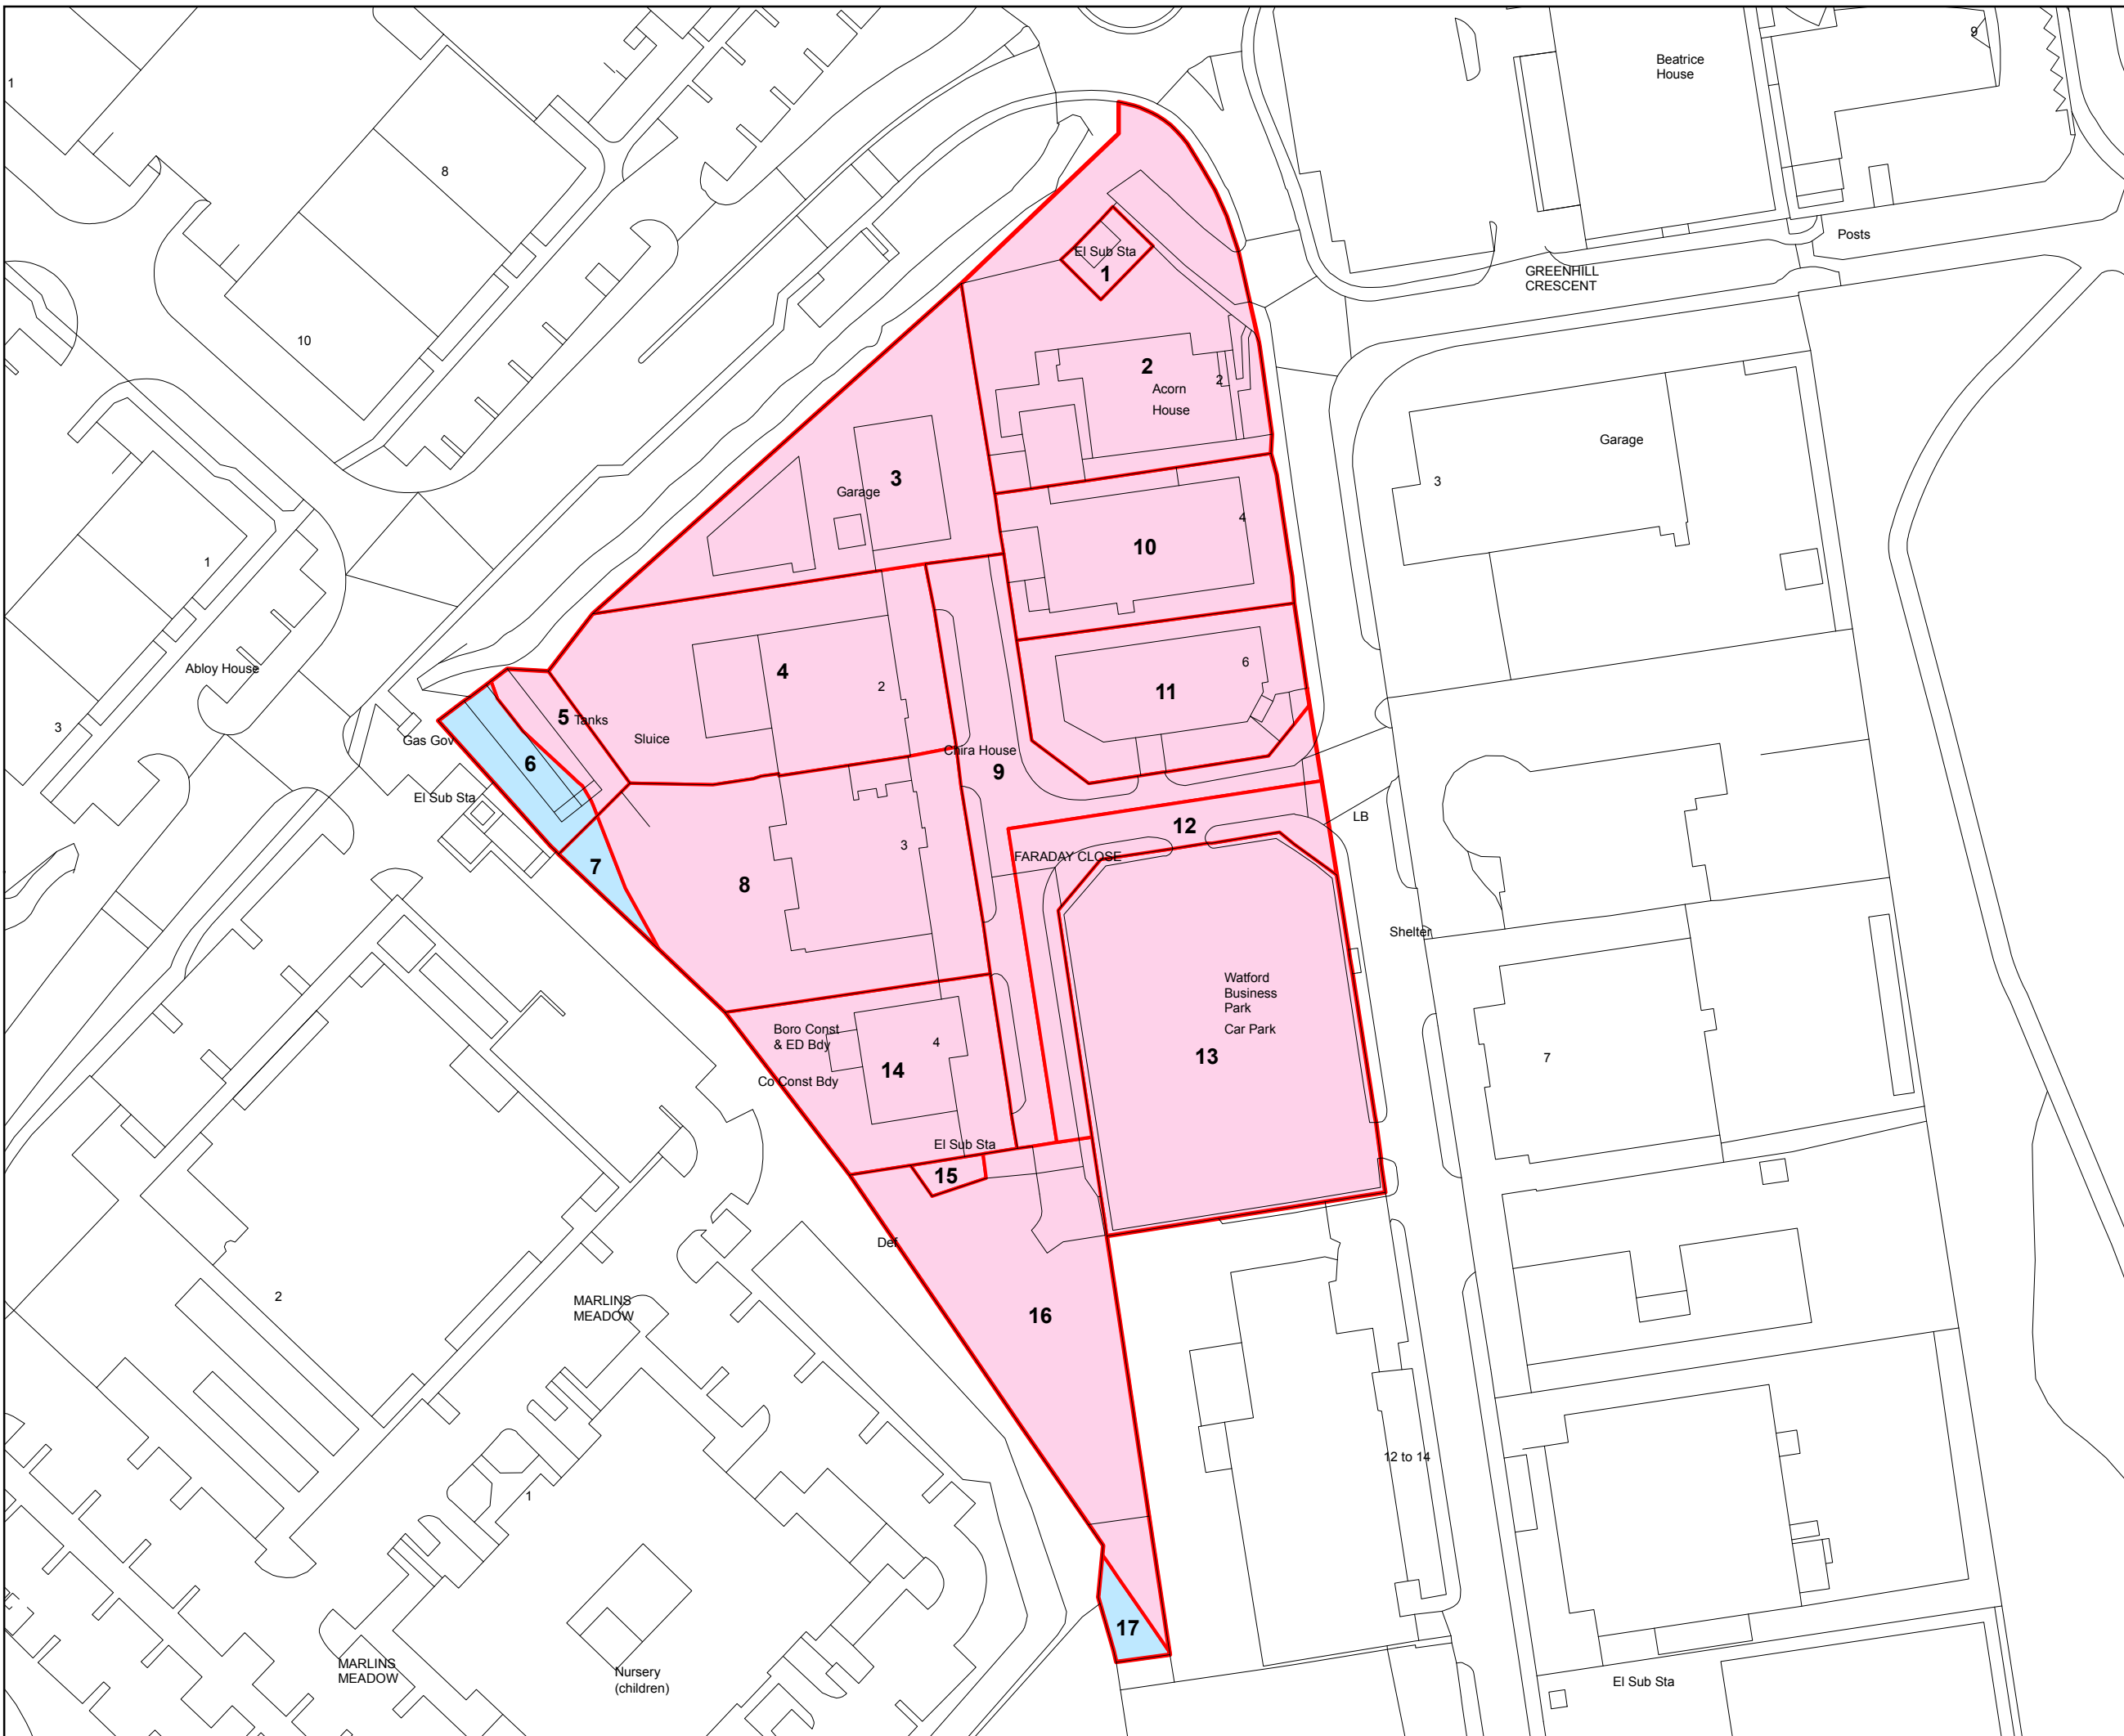 1
9
Beatrice
House
8
Posts
El Sub Sta
1
GREENHILL
CRESCENT
10
2
2
Acorn
House
Garage
3
Garage
3
4
10
1
4
2
6
11
Abloy House
5
Tanks
Sluice
3
Gas Gov
Chira House
6
9
El Sub Sta
LB
12
3
FARADAY CLOSE
7
8
Shelter
Watford
Business
Park
Car Park
Boro Const
& ED Bdy
4
13
7
14
Co Const Bdy
El Sub Sta
15
Def
2
MARLINS
MEADOW
16
12 to 14
1
17
MARLINS
MEADOW
Nursery
(children)
El Sub Sta